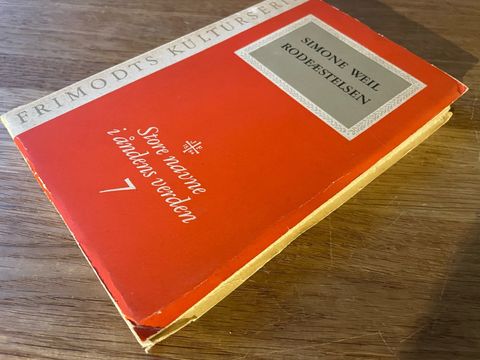 FRIMODTS KULTURSERIE
SIMONE WEIL
RODFÆSTELSEN
Store navne
i åndens verden
7